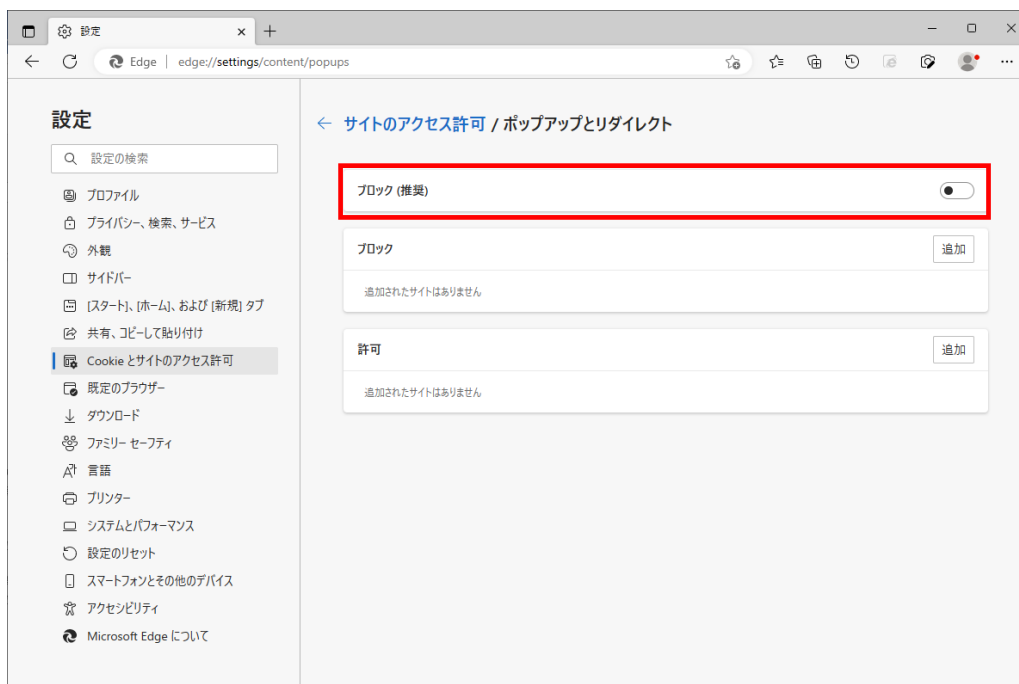 設定
Edge
edge://settings/content/popups
設定
設定の検索
プロファイル
プライバシー、検索、サービス
外観
サイドバー
[スタート]、[ホーム]、および [新規] タブ
共有、コピーして貼り付け
Cookie とサイトのアクセス許可
既定のブラウザー
ダウンロード
ファミリー セーフティ
言語
プリンター
システムとパフォーマンス
設定のリセット
スマートフォンとその他のデバイス
アクセシビリティ
Microsoft Edge について
サイトのアクセス許可 / ポップアップとリダイレクト
ブロック (推奨)
ブロック 追加
追加されたサイトはありません
許可 追加
追加されたサイトはありません